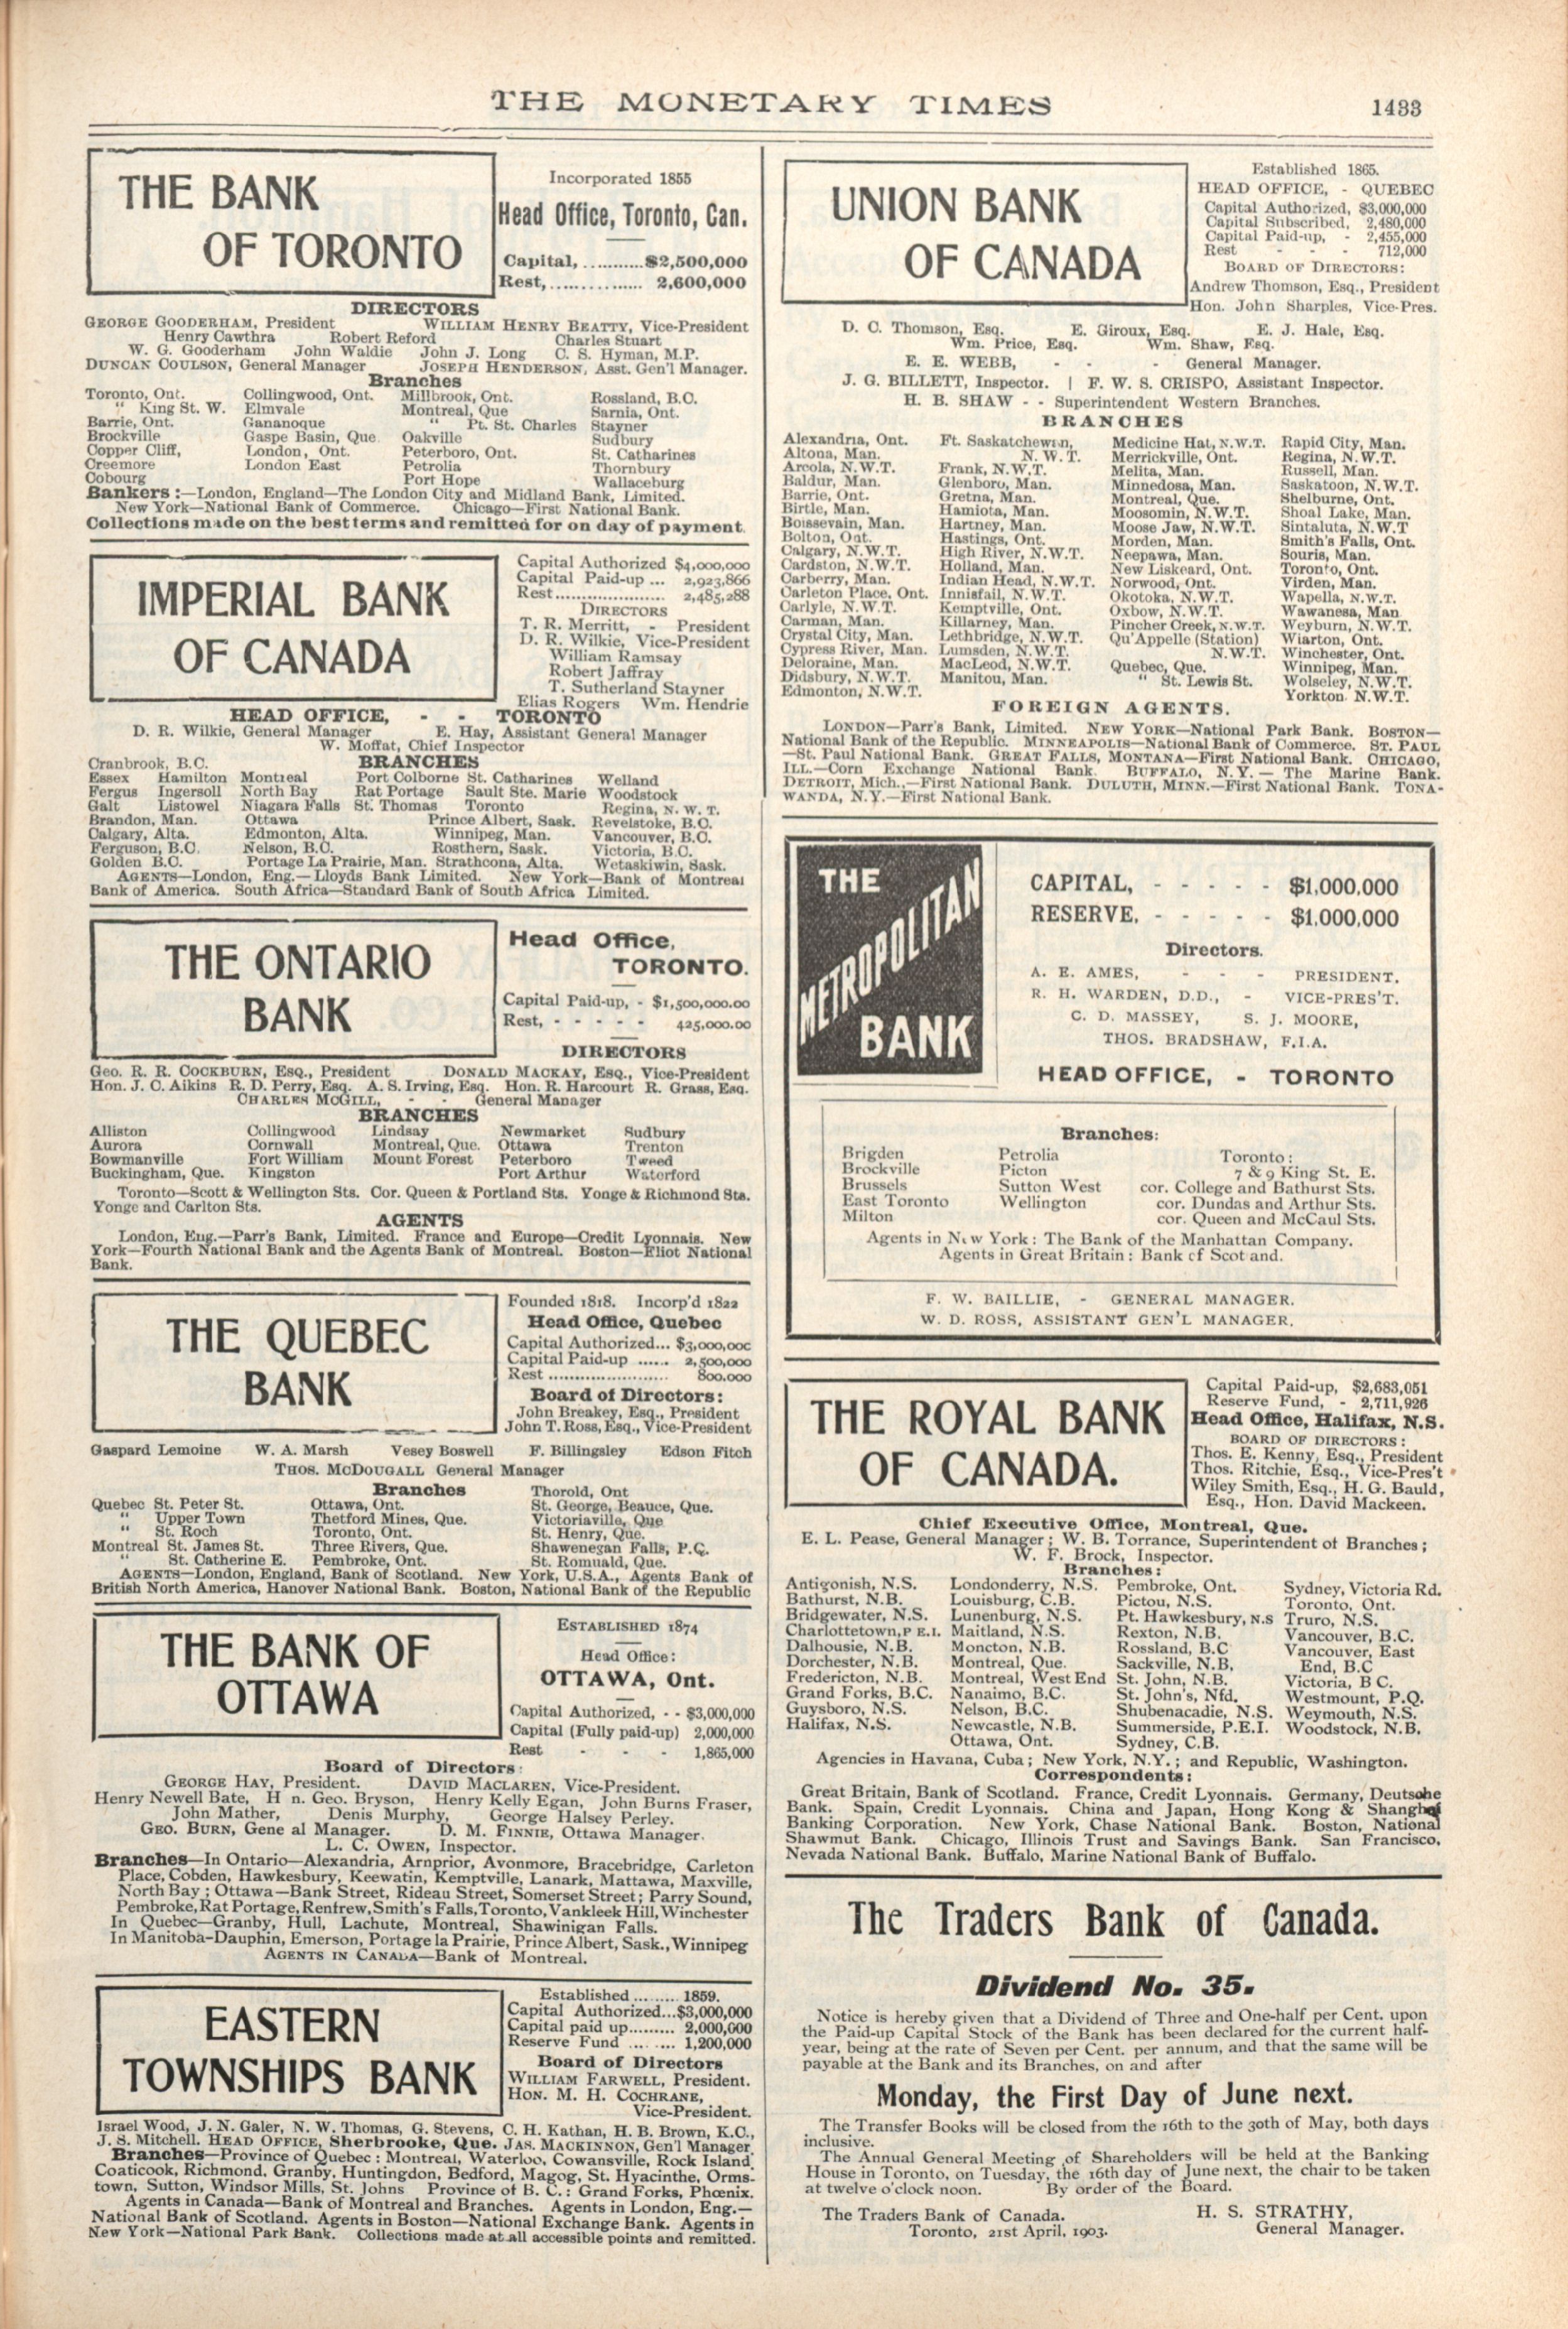 THE MONETARY TIMES 1433
THE BANK
OF TORONTO
Incorporated 1855
Head Office, Toronto, Can.
Capital, ..........$2,500,000
Rest,............... 2,600,000
DIRECTORS
GEORGE GOODERHAM, President WILLIAM HENRY BEATTY, Vice-President
Henry Cawthra Robert Reford Charles Stuart
W. G. Gooderham John Waldie John J. Long C. S. Hyman, M.P.
DUNCAN COULSON, General Manager JOSEPH HENDERSON, Asst. Gen'l Manager.
Branches
Toronto, Ont. Collingwood, Ont. Millbrook, Ont. Rossland, B.C.
" King St. W. Elmvale Montreal, Que Sarnia, Ont.
Barrie, Ont. Gananoque " Pt. St. Charles Stayner
Brockville Gaspe Basin, Que. Oakville Sudbury
Copper Cliff, London, Ont. Peterboro, Ont. St. Catharines
Creemore London East Petrolia Thornbury
Cobourg Port Hope Wallaceburg
Bankers :—London, England—The London City and Midland Bank, Limited.
New York—National Bank of Commerce. Chicago—First National Bank.
Collections made on the best terms and remitted for on day of payment.
IMPERIAL BANK
OF CANADA
Capital Authorized $4,000,000
Capital Paid-up ... 2,923,866
Rest.................... 2,485,288
DIRECTORS
T. R. Merritt, - President
D. R. Wilkie, Vice-President
William Ramsay
Robert Jaffray
T. Sutherland Stayner
Elias Rogers Wm. Hendrie
HEAD OFFICE, - - TORONTO
D. R. Wilkie, General Manager E. Hay, Assistant General Manager
W. Moffat, Chief Inspector
BRANCHES
Cranbrook, B.C.
Essex Hamilton Montreal Port Colborne St. Catharines Welland
Fergus Ingersoll North Bay Rat Portage Sault Ste. Marie Woodstock
Galt Listowel Niagara Falls St. Thomas Toronto Regina, N. W. T.
Brandon, Man. Ottawa Prince Albert, Sask. Revelstoke, B.C.
Calgary, Alta. Edmonton, Alta. Winnipeg, Man. Vancouver, B.C.
Ferguson, B.C. Nelson, B.C. Rosthern, Sask. Victoria, B.C.
Golden B.C. Portage La Prairie, Man. Strathcona, Alta. Wetaskiwin, Sask.
AGENTS—London, Eng.—Lloyds Bank Limited. New York—Bank of Montreal
Bank of America. South Africa—Standard Bank of South Africa Limited.
THE ONTARIO
BANK
Head Office,
TORONTO.
Capital Paid-up, - $1,500,000.00
Rest, - - - - - 425,000.00
DIRECTORS
Geo. R. R. COCKBURN, Esq., President DONALD MACKAY, Esq., Vice-President
Hon. J. C. Aikins R. D. Perry, Esq. A. S. Irving, Esq. Hon. R. Harcourt R. Grass, Esq.
CHARLES MCGILL, - - General Manager
BRANCHES
Alliston Collingwood Lindsay Newmarket Sudbury
Aurora Cornwall Montreal, Que. Ottawa Trenton
Bowmanville Fort William Mount Forest Peterboro Tweed
Buckingham, Que. Kingston Port Arthur Waterford
Toronto—Scott & Wellington Sts. Cor. Queen & Portland Sts. Yonge & Richmond Sts.
Yonge and Carlton Sts.
AGENTS
London, Eng.—Parr's Bank, Limited. France and Europe—Credit Lyonnais. New
York—Fourth National Bank and the Agents Bank of Montreal. Boston—Eliot National
Bank.
THE QUEBEC
BANK
Founded 1818. Incorp'd 1822
Head Office, Quebec
Capital Authorized... $3,000,000
Capital Paid-up ...... 2,500,000
Rest ...................... 800.000
Board of Directors:
John Breakey, Esq., President
John T. Ross, Esq., Vice-President
Gaspard Lemoine W. A. Marsh Vesey Boswell F. Billingsley Edson Fitch
THOS. MCDOUGALL General Manager
Branches Thorold, Ont
Quebec St. Peter St. Ottawa, Ont. St. George, Beauce, Que.
" Upper Town Thetford Mines, Que. Victoriaville, Que
" St. Roch Toronto, Ont. St. Henry, Que.
Montreal St. James St. Three Rivers, Que. Shawenegan Falls, P.Q.
" St. Catherine E. Pembroke, Ont. St. Romuald, Que.
AGENTS—London, England, Bank of Scotland. New York, U.S.A., Agents Bank of
British North America, Hanover National Bank. Boston, National Bank of the Republic
THE BANK OF
OTTAWA
ESTABLISHED 1874
Head Office:
OTTAWA, Ont.
Capital Authorized, - - $3,000,000
Capital (Fully paid-up) 2,000,000
Rest - - - 1,865,000
Board of Directors:
GEORGE HAY, President. DAVID MACLAREN, Vice-President.
Henry Newell Bate, H n. Geo. Bryson, Henry Kelly Egan, John Burns Fraser,
John Mather, Denis Murphy, George Halsey Perley.
GEO. BURN, Gene al Manager. D. M. FINNIE, Ottawa Manager.
L. C. OWEN, Inspector.
Branches—In Ontario—Alexandria, Arnprior, Avonmore, Bracebridge, Carleton
Place, Cobden, Hawkesbury, Keewatin, Kemptville, Lanark, Mattawa, Maxville,
North Bay ; Ottawa—Bank Street, Rideau Street, Somerset Street ; Parry Sound,
Pembroke, Rat Portage, Renfrew, Smith's Falls, Toronto, Vankleek Hill, Winchester
In Quebec—Granby, Hull, Lachute, Montreal, Shawinigan Falls.
In Manitoba-Dauphin, Emerson, Portage la Prairie, Prince Albert, Sask., Winnipeg
AGENTS IN CANADA—Bank of Montreal.
EASTERN
TOWNSHIPS BANK
Established ......... 1859.
Capital Authorized...$3,000,000
Capital paid up......... 2,000,000
Reserve Fund ... ..... 1,200,000
Board of Directors
WILLIAM FARWELL, President.
HON. M. H. COCHRANE,
Vice-President.
Israel Wood, J. N. Galer, N. W. Thomas, G. Stevens, C. H. Kathan, H. B. Brown, K.C.,
J. S. Mitchell. HEAD OFFICE, Sherbrooke, Que. JAS. MACKINNON, Gen'l Manager.
Branches—Province of Quebec : Montreal, Waterloo, Cowansville, Rock Island
Coaticook, Richmond, Granby, Huntingdon, Bedford, Magog, St. Hyacinthe, Orms-
town, Sutton, Windsor Mills, St. Johns Province of B. C. : Grand Forks, Phœnix.
Agents in Canada—Bank of Montreal and Branches. Agents in London, Eng.—
National Bank of Scotland. Agents in Boston—National Exchange Bank. Agents in
New York—National Park Bank. Collections made at all accessible points and remitted.
UNION BANK
OF CANADA
Established 1865.
HEAD OFFICE, - QUEBEC
Capital Authorized, $3,000,000
Capital Subscribed, 2,480,000
Capital Paid-up, - 2,455,000
Rest - - - 712,000
BOARD OF DIRECTORS:
Andrew Thomson, Esq., President
Hon. John Sharples, Vice-Pres.
D. C. Thomson, Esq. E. Giroux, Esq. E. J. Hale, Esq.
Wm. Price, Esq. Wm. Shaw, Esq.
E. E. WEBB, - - - General Manager.
J. G. BILLETT, Inspector. | F. W. S. CRISPO, Assistant Inspector.
H. B. SHAW - - Superintendent Western Branches.
BRANCHES
Alexandria, Ont. Ft. Saskatchewan, Medicine Hat, N.W.T. Rapid City, Man.
Altona, Man. N. W. T. Merrickville, Ont. Regina, N.W.T.
Arcola, N.W.T. Frank, N.W.T. Melita, Man. Russell, Man.
Baldur, Man. Glenboro, Man. Minnedosa, Man. Saskatoon, N.W.T.
Barrie, Ont. Gretna, Man. Montreal, Que. Shelburne, Ont.
Birtle, Man. Hamiota, Man. Moosomin, N.W.T. Shoal Lake, Man.
Boissevain, Man. Hartney, Man. Moose Jaw, N.W.T. Sintaluta, N.W.T
Bolton, Ont. Hastings, Ont. Morden, Man. Smith's Falls, Ont.
Calgary, N.W.T. High River, N.W.T. Neepawa, Man. Souris, Man.
Cardston, N.W.T. Holland, Man. New Liskeard, Ont. Toronto, Ont.
Carberry, Man. Indian Head, N.W.T. Norwood, Ont. Virden, Man.
Carleton Place, Ont. Innisfail, N.W.T. Okotoka, N.W.T. Wapella, N.W.T.
Carlyle, N.W.T. Kemptville, Ont. Oxbow, N.W.T. Wawanesa, Man
Carman, Man. Killarney, Man. Pincher Creek, N.W.T. Weyburn, N.W.T.
Crystal City, Man. Lethbridge, N.W.T. Qu'Appelle (Station) Wiarton, Ont.
Cypress River, Man. Lumsden, N.W.T. N.W.T. Winchester, Ont.
Deloraine, Man. MacLeod, N.W.T. Quebec, Que. Winnipeg, Man.
Didsbury, N.W.T. Manitou, Man. " St. Lewis St. Wolseley, N.W.T.
Edmonton, N.W.T. Yorkton. N.W.T.
FOREIGN AGENTS.
LONDON—Parr's Bank, Limited. NEW YORK—National Park Bank. BOSTON—
National Bank of the Republic. MINNEAPOLIS—National Bank of Commerce. ST. PAUL
—St. Paul National Bank. GREAT FALLS, MONTANA—First National Bank. CHICAGO,
ILL.—Corn Exchange National Bank. BUFFALO, N.Y. — The Marine Bank.
DETROIT, Mich.,—First National Bank. DULUTH, MINN.—First National Bank. TONA-
WANDA, N.Y.—First National Bank.
THE
METROPOLITAN
BANK
CAPITAL, - - - - - $1,000,000
RESERVE, - - - - - $1,000,000
Directors.
A. E. AMES, - - - PRESIDENT.
R. H. WARDEN, D.D., - VICE-PRES'T.
C. D. MASSEY, S. J. MOORE,
THOS. BRADSHAW, F.I.A.
HEAD OFFICE, - TORONTO
Branches:
Brigden Petrolia Toronto :
Brockville Picton 7 & 9 King St. E.
Brussels Sutton West cor. College and Bathurst Sts.
East Toronto Wellington cor. Dundas and Arthur Sts.
Milton cor. Queen and McCaul Sts.
Agents in New York : The Bank of the Manhattan Company.
Agents in Great Britain : Bank of Scot and.
F. W. BAILLIE, - GENERAL MANAGER.
W. D. ROSS, ASSISTANT GEN'L MANAGER.
THE ROYAL BANK
OF CANADA.
Capital Paid-up, $2,683,051
Reserve Fund, - 2,711,926
Head Office, Halifax, N.S.
BOARD OF DIRECTORS :
Thos. E. Kenny, Esq., President
Thos. Ritchie, Esq., Vice-Pres't
Wiley Smith, Esq., H. G. Bauld,
Esq., Hon. David Mackeen.
Chief Executive Office, Montreal, Que.
E. L. Pease, General Manager ; W. B. Torrance, Superintendent of Branches ;
W. F. Brock, Inspector.
Branches :
Antigonish, N.S. Londonderry, N.S. Pembroke, Ont. Sydney, Victoria Rd.
Bathurst, N.B. Louisburg, C.B. Pictou, N.S. Toronto, Ont.
Bridgewater, N.S. Lunenburg, N.S. Pt. Hawkesbury, N.S Truro, N.S.
Charlottetown, P E.I. Maitland, N.S. Rexton, N.B. Vancouver, B.C.
Dalhousie, N.B. Moncton, N.B. Rossland, B.C Vancouver, East
Dorchester, N.B. Montreal, Que. Sackville, N.B. End, B.C
Fredericton, N.B. Montreal, West End St. John, N.B. Victoria, B C.
Grand Forks, B.C. Nanaimo, B.C. St. John's, Nfd. Westmount, P.Q.
Guysboro, N.S. Nelson, B.C. Shubenacadie, N.S. Weymouth, N.S.
Halifax, N.S. Newcastle, N.B. Summerside, P.E.I. Woodstock, N.B.
Ottawa, Ont. Sydney, C.B.
Agencies in Havana, Cuba ; New York, N.Y. ; and Republic, Washington.
Correspondents :
Great Britain, Bank of Scotland. France, Credit Lyonnais. Germany, Deutsche
Bank. Spain, Credit Lyonnais. China and Japan, Hong Kong & Shanghai
Banking Corporation. New York, Chase National Bank. Boston, National
Shawmut Bank. Chicago, Illinois Trust and Savings Bank. San Francisco,
Nevada National Bank. Buffalo, Marine National Bank of Buffalo.
The Traders Bank of Canada.
Dividend No. 35.
Notice is hereby given that a Dividend of Three and One-half per Cent. upon
the Paid-up Capital Stock of the Bank has been declared for the current half-
year, being at the rate of Seven per Cent. per annum, and that the same will be
payable at the Bank and its Branches, on and after
Monday, the First Day of June next.
The Transfer Books will be closed from the 16th to the 30th of May, both days
inclusive.
The Annual General Meeting of Shareholders will be held at the Banking
House in Toronto, on Tuesday, the 16th day of June next, the chair to be taken
at twelve o'clock noon. By order of the Board.
The Traders Bank of Canada. H. S. STRATHY,
Toronto, 21st April, 1903. General Manager.